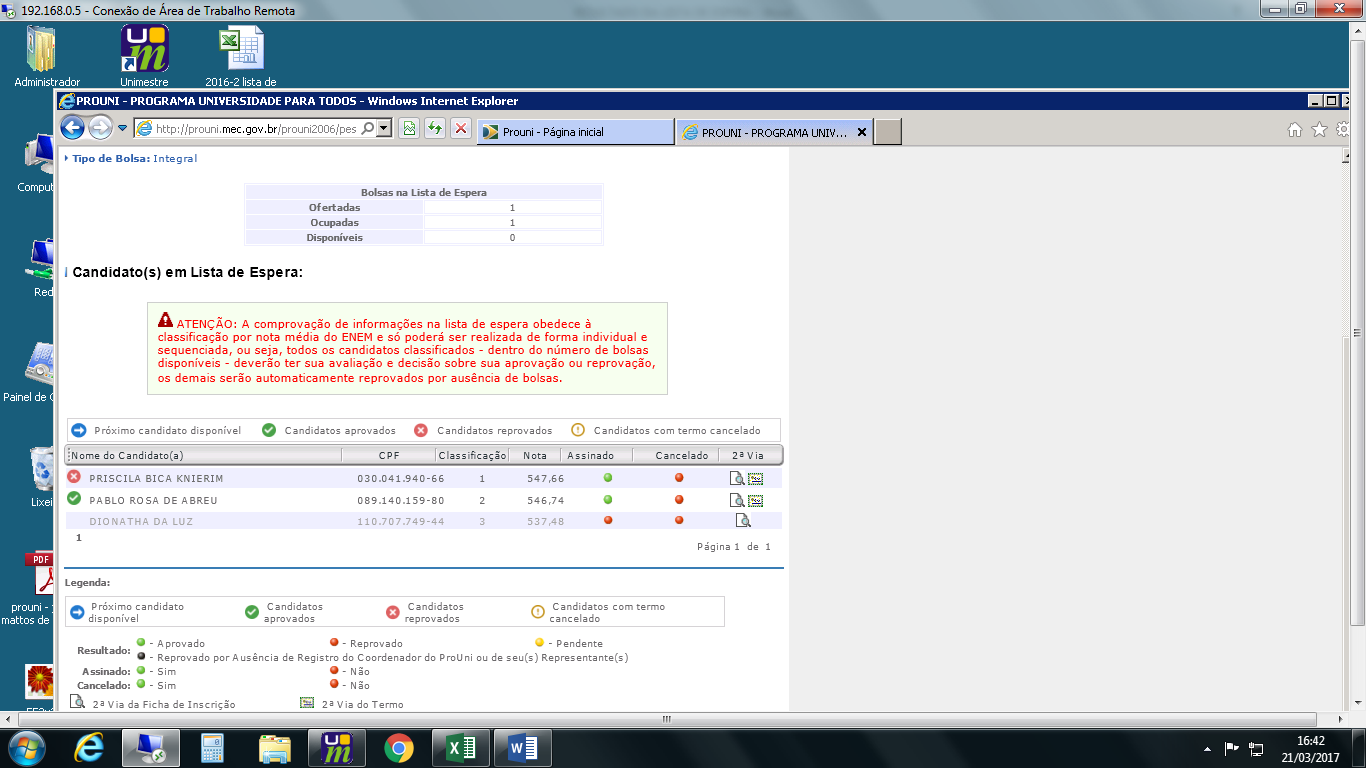 192.168.0.5 - Conexão de Área de Trabalho Remota
Administrador
Unimestre
2016-2 lista de
PROUNI - PROGRAMA UNIVERSIDADE PARA TODOS - Windows Internet Explorer
http://prouni.mec.gov.br/prouni2006/pes
Prouni - Página inicial
PROUNI - PROGRAMA UNIV...
Tipo de Bolsa: Integral
Comput
Bolsas na Lista de Espera
Ofertadas 1
Ocupadas 1
Disponíveis 0
Candidato(s) em Lista de Espera:
Red
ATENÇÃO: A comprovação de informações na lista de espera obedece à
classificação por nota média do ENEM e só poderá ser realizada de forma individual e
sequenciada, ou seja, todos os candidatos classificados - dentro do número de bolsas
disponíveis - deverão ter sua avaliação e decisão sobre sua aprovação ou reprovação,
os demais serão automaticamente reprovados por ausência de bolsas.
Painel de C
Próximo candidato disponível Candidatos aprovados Candidatos reprovados Candidatos com termo cancelado
Nome do Candidato(a) CPF Classificação Nota Assinado Cancelado 2ª Via
PRISCILA BICA KNIERIM 030.041.940-66 1 547,66
PABLO ROSA DE ABREU 089.140.159-80 2 546,74
Lixei
DIONATHA DA LUZ 110.707.749-44 3 537,48
1
Página 1 de 1
PDF
Legenda:
prouni -
mattos de
Próximo candidato disponível
Candidatos aprovados
Candidatos reprovados
Candidatos com termo cancelado
Resultado: - Aprovado - Reprovado - Pendente
- Reprovado por Ausência de Registro do Coordenador do ProUni ou de seu(s) Representante(s)
Assinado: - Sim - Não
Cancelado: - Sim - Não
2ª Via da Ficha de Inscrição 2ª Via do Termo
16:42
21/03/2017